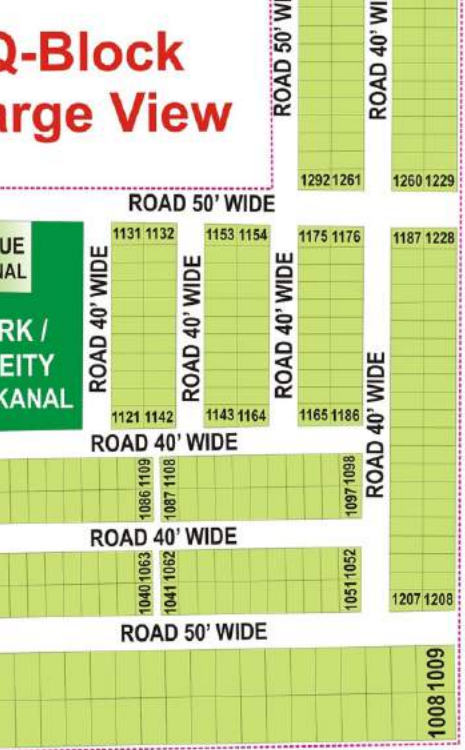 Q-Block
arge View
ROAD 50' WI
ROAD 40' WI
1292 1261
1260 1229
ROAD 50' WIDE
UE
NAL
RK /
EITY
KANAL
ROAD 40' WIDE
1131 1132
1121 1142
ROAD 40' WIDE
1153 1154
1143 1164
ROAD 40' WIDE
1175 1176
1165 1186
ROAD 40' WIDE
1187 1228
1207 1208
ROAD 40' WIDE
1086 1109
1087 1108
1097 1098
ROAD 40' WIDE
1040 1063
1041 1062
1051 1052
ROAD 50' WIDE
1008 1009